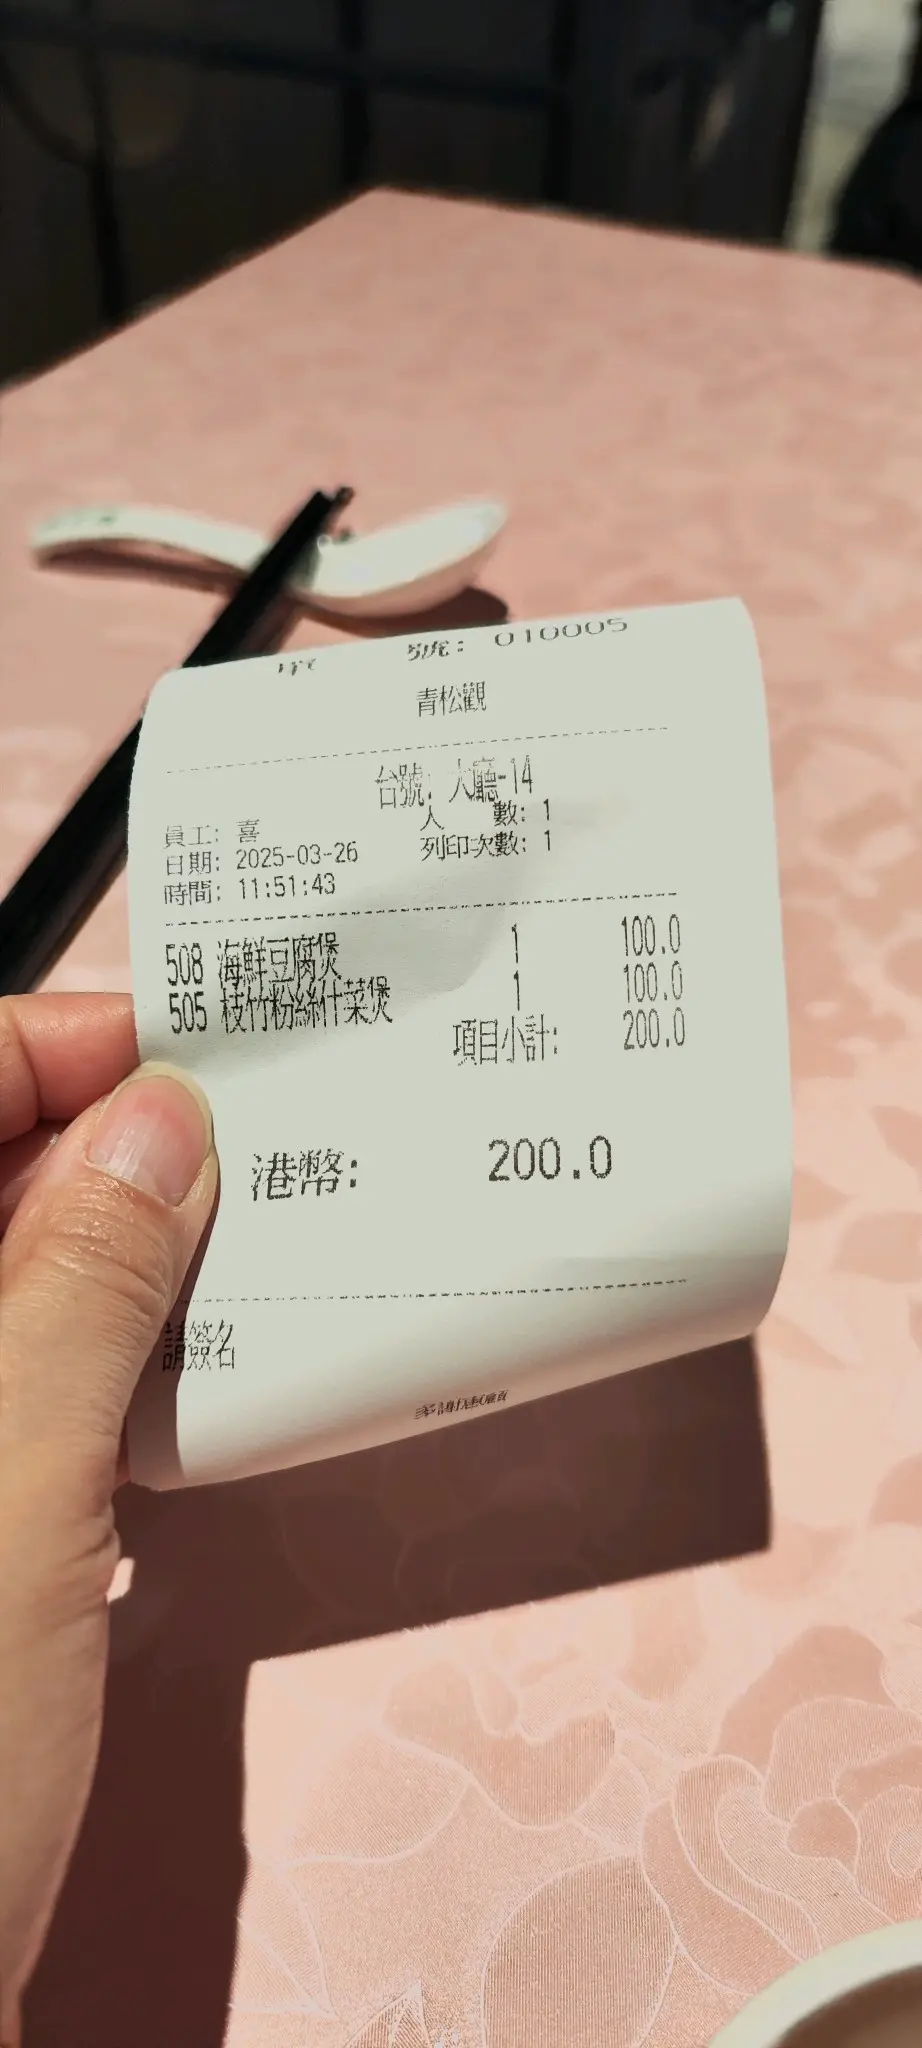 單 號: 010005
青松觀
台號: 大廳-14
員工: 喜 人 數: 1
日期: 2025-03-26 列印次數: 1
時間: 11:51:43
508 海鮮豆腐煲 1 100.0
505 枝竹粉絲什菜煲 1 100.0
項目小計: 200.0
港幣: 200.0
請簽名